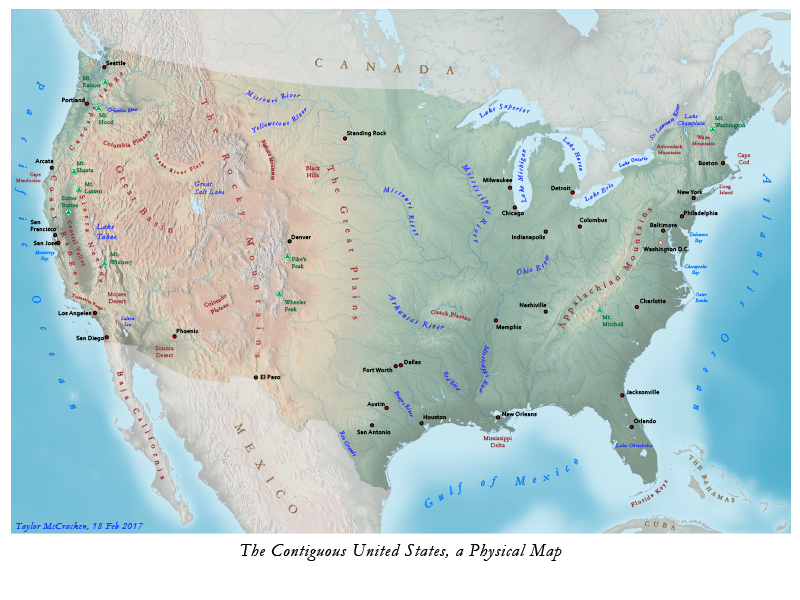 CANADA
Seattle
Mt. Rainier
Portland
Mt. Hood
Columbia River
Cascades
Columbia Plateau
Snake River Plain
The Rocky Mountains
Missouri River
Yellowstone River
Standing Rock
Black Hills
The Great Plains
Lake Superior
Lake Michigan
Lake Huron
Lake Ontario
Lake Erie
St. Lawrence River
Lake Champlain
Mt. Washington
White Mountains
Adirondack Mountains
Boston
Cape Cod
Long Island
New York
Philadelphia
Baltimore
Washington D.C.
Delaware Bay
Chesapeake Bay
Outer Banks
Atlantic Ocean
Pacific Ocean
Arcata
Cape Mendocino
Mt. Shasta
Mt. Lassen
Sutter Buttes
Great Basin
Great Salt Lake
Lake Tahoe
San Francisco
San Jose
Monterey Bay
Coast Ranges
Central Valley
Sierra Nevada
Mt. Whitney
Mojave Desert
Transverse Ranges
Los Angeles
Salton Sea
San Diego
Phoenix
Sonora Desert
Colorado Plateau
Denver
Pike's Peak
Wheeler Peak
El Paso
Missouri River
Mississippi River
Milwaukee
Chicago
Detroit
Columbus
Indianapolis
Ohio River
Appalachian Mountains
Nashville
Charlotte
Mt. Mitchell
Memphis
Ozark Plateau
Arkansas River
Mississippi River
Red River
Fort Worth
Dallas
Brazos River
Austin
Houston
San Antonio
Rio Grande
New Orleans
Mississippi Delta
Jacksonville
Orlando
Lake Okeechobee
Florida Keys
Gulf of Mexico
THE BAHAMAS
CUBA
MEXICO
Baja California
Taylor McCracken, 18 Feb 2017
The Contiguous United States, a Physical Map